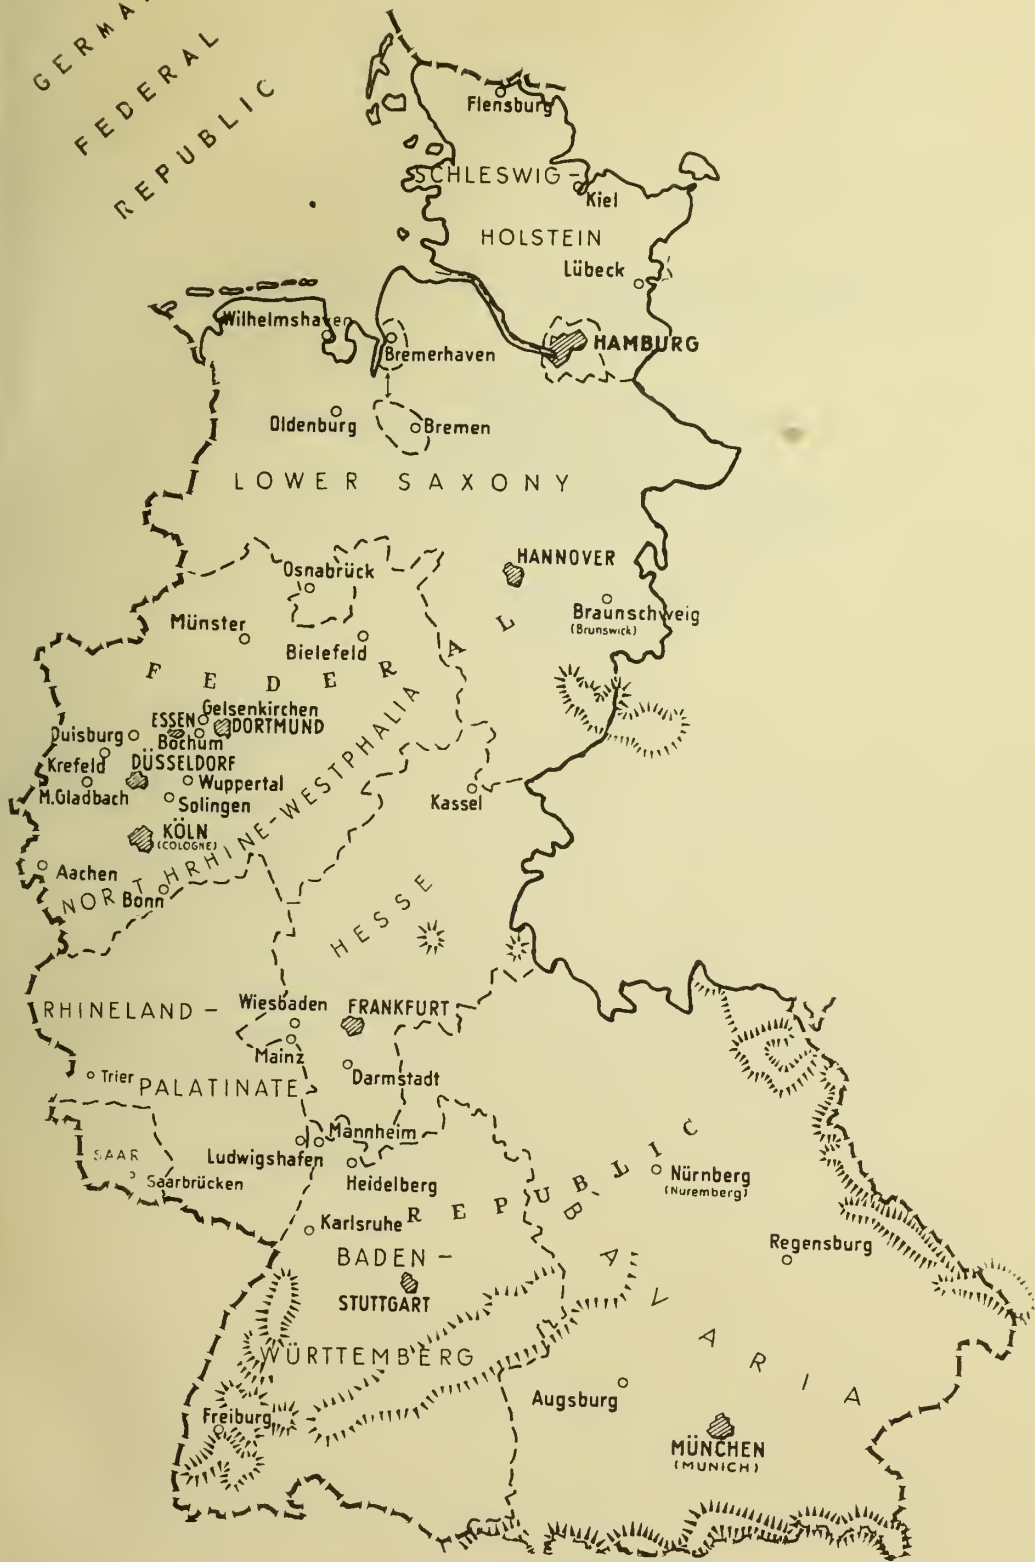 GERMA
FEDERAL
REPUBLIC
Flensburg
SCHLESWIG-
Kiel
HOLSTEIN
Lübeck
Wilhelmshaven
Bremerhaven
HAMBURG
Oldenburg
Bremen
LOWER SAXONY
HANNOVER
Osnabrück
Braunschweig
(Brunswick)
Münster
Bielefeld
FEDERAL
Gelsenkirchen
ESSEN
DORTMUND
Duisburg
Bochum
Krefeld
DÜSSELDORF
Wuppertal
M.Gladbach
Solingen
Kassel
KÖLN
(COLOGNE)
NORTHRHINE-WESTPHALIA
Aachen
Bonn
HESSE
RHINELAND-
Wiesbaden
FRANKFURT
Mainz
Trier
PALATINATE
Darmstadt
Mannheim
SAAR
Ludwigshafen
Saarbrücken
Heidelberg
Nürnberg
(Nuremberg)
REPUBLIC
Karlsruhe
BADEN-
Regensburg
STUTTGART
BAVARIA
WÜRTTEMBERG
Augsburg
Freiburg
MÜNCHEN
(MUNICH)